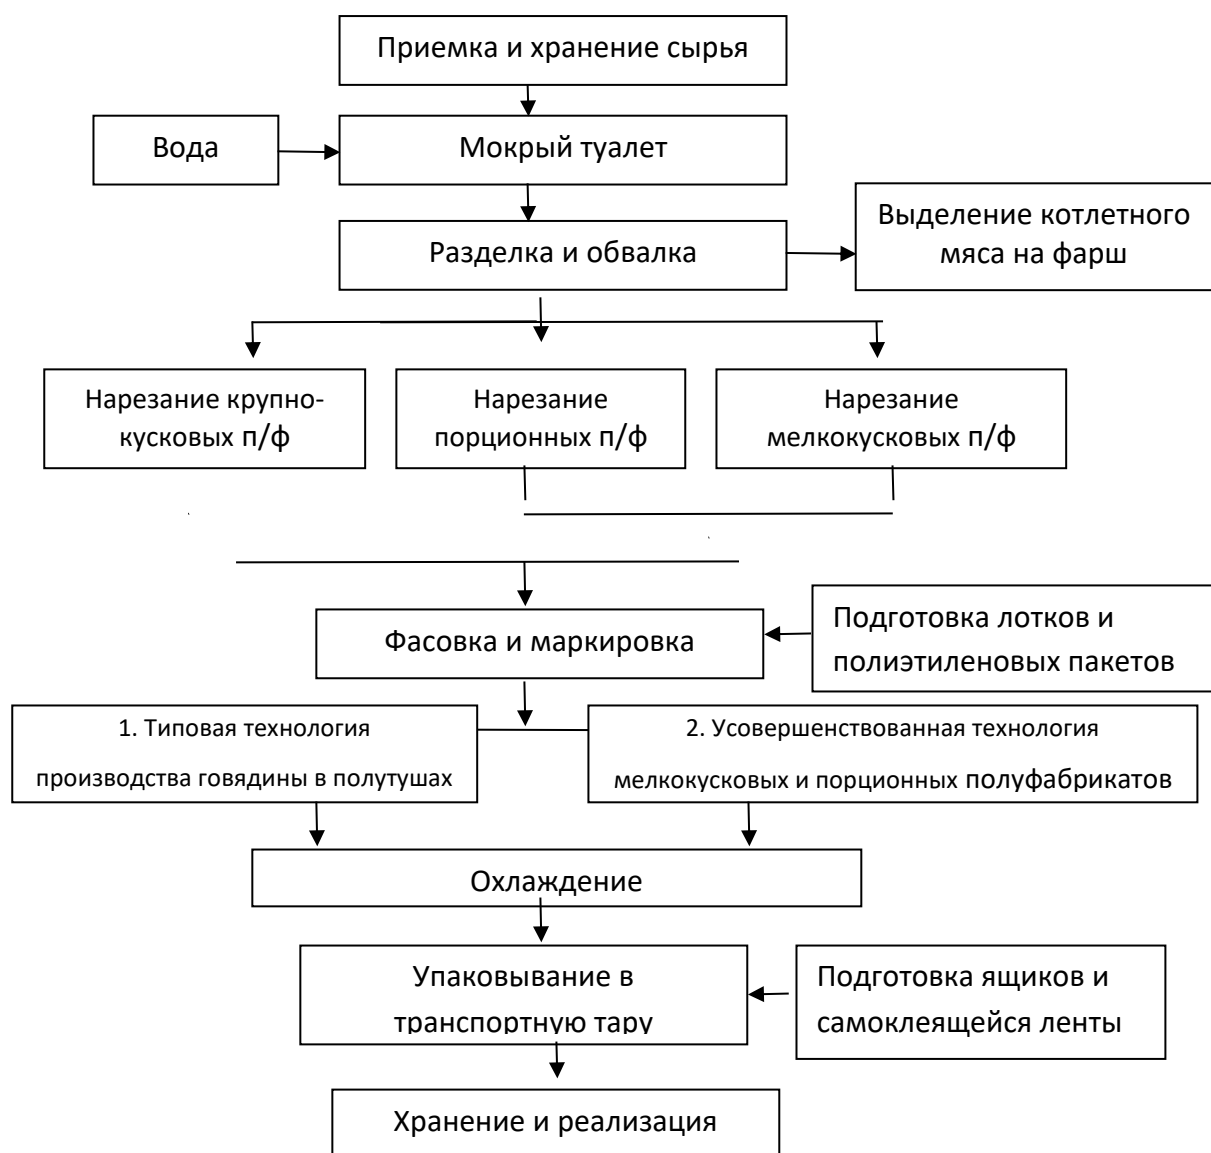 Приемка и хранение сырья
Вода
Мокрый туалет
Разделка и обвалка
Выделение котлетного
мяса на фарш
Нарезание крупно-
кусковых п/ф
Нарезание
порционных п/ф
Нарезание
мелкокусковых п/ф
Фасовка и маркировка
Подготовка лотков и
полиэтиленовых пакетов
1. Типовая технология
производства говядины в полутушах
2. Усовершенствованная технология
мелкокусковых и порционных полуфабрикатов
Охлаждение
Упаковывание в
транспортную тару
Подготовка ящиков и
самоклеящейся ленты
Хранение и реализация